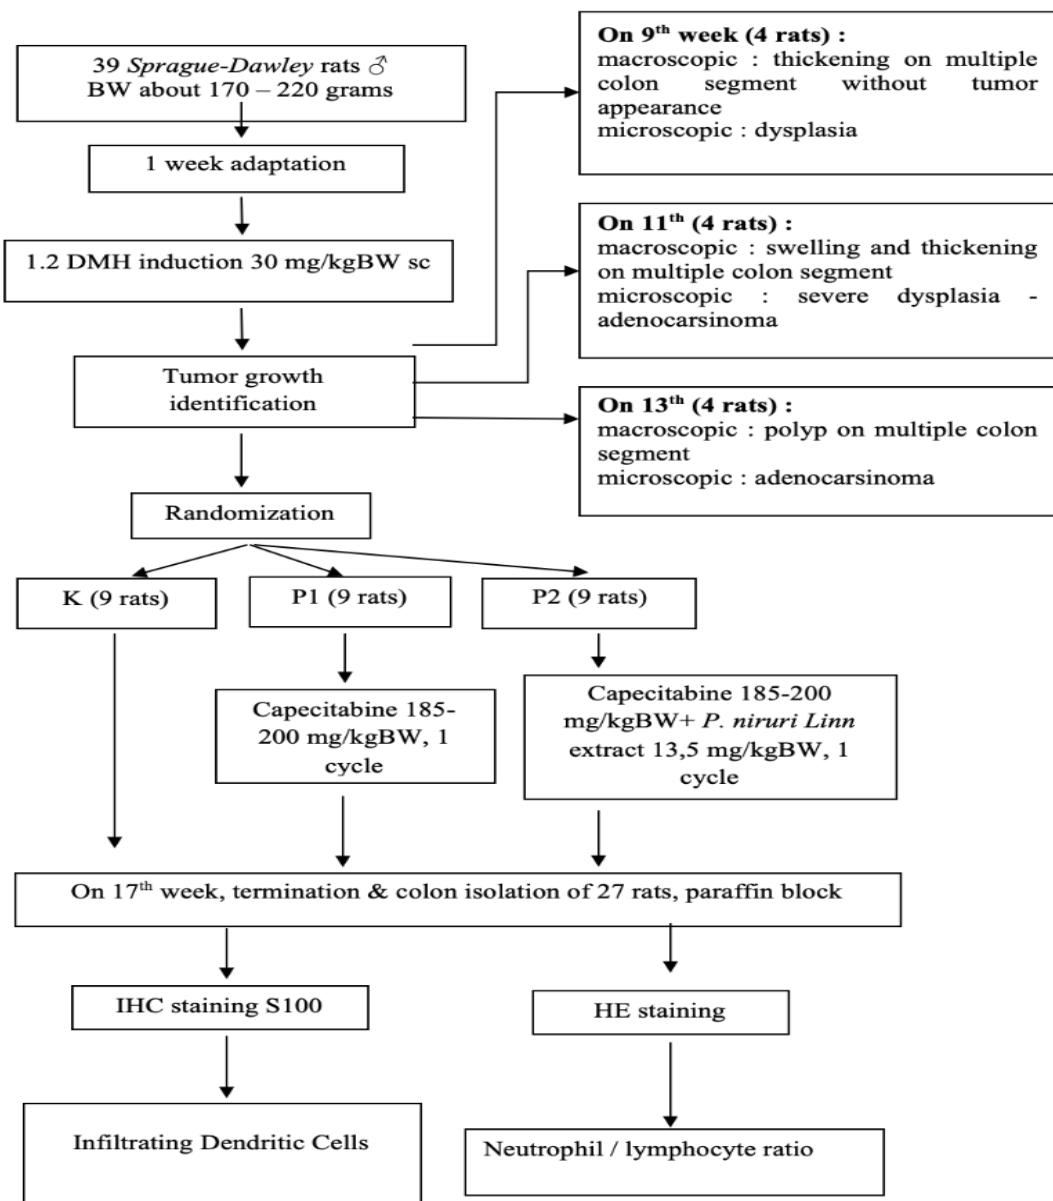 39 Sprague-Dawley rats ♂
BW about 170 – 220 grams
1 week adaptation
1.2 DMH induction 30 mg/kgBW sc
Tumor growth
identification
On 9th week (4 rats) :
macroscopic : thickening on multiple
colon segment without tumor
appearance
microscopic : dysplasia
On 11th (4 rats) :
macroscopic : swelling and thickening
on multiple colon segment
microscopic : severe dysplasia -
adenocarsinoma
On 13th (4 rats) :
macroscopic : polyp on multiple colon
segment
microscopic : adenocarsinoma
Randomization
K (9 rats)
P1 (9 rats)
P2 (9 rats)
Capecitabine 185-
200 mg/kgBW, 1
cycle
Capecitabine 185-200
mg/kgBW+ P. niruri Linn
extract 13,5 mg/kgBW, 1
cycle
On 17th week, termination & colon isolation of 27 rats, paraffin block
IHC staining S100
HE staining
Infiltrating Dendritic Cells
Neutrophil / lymphocyte ratio